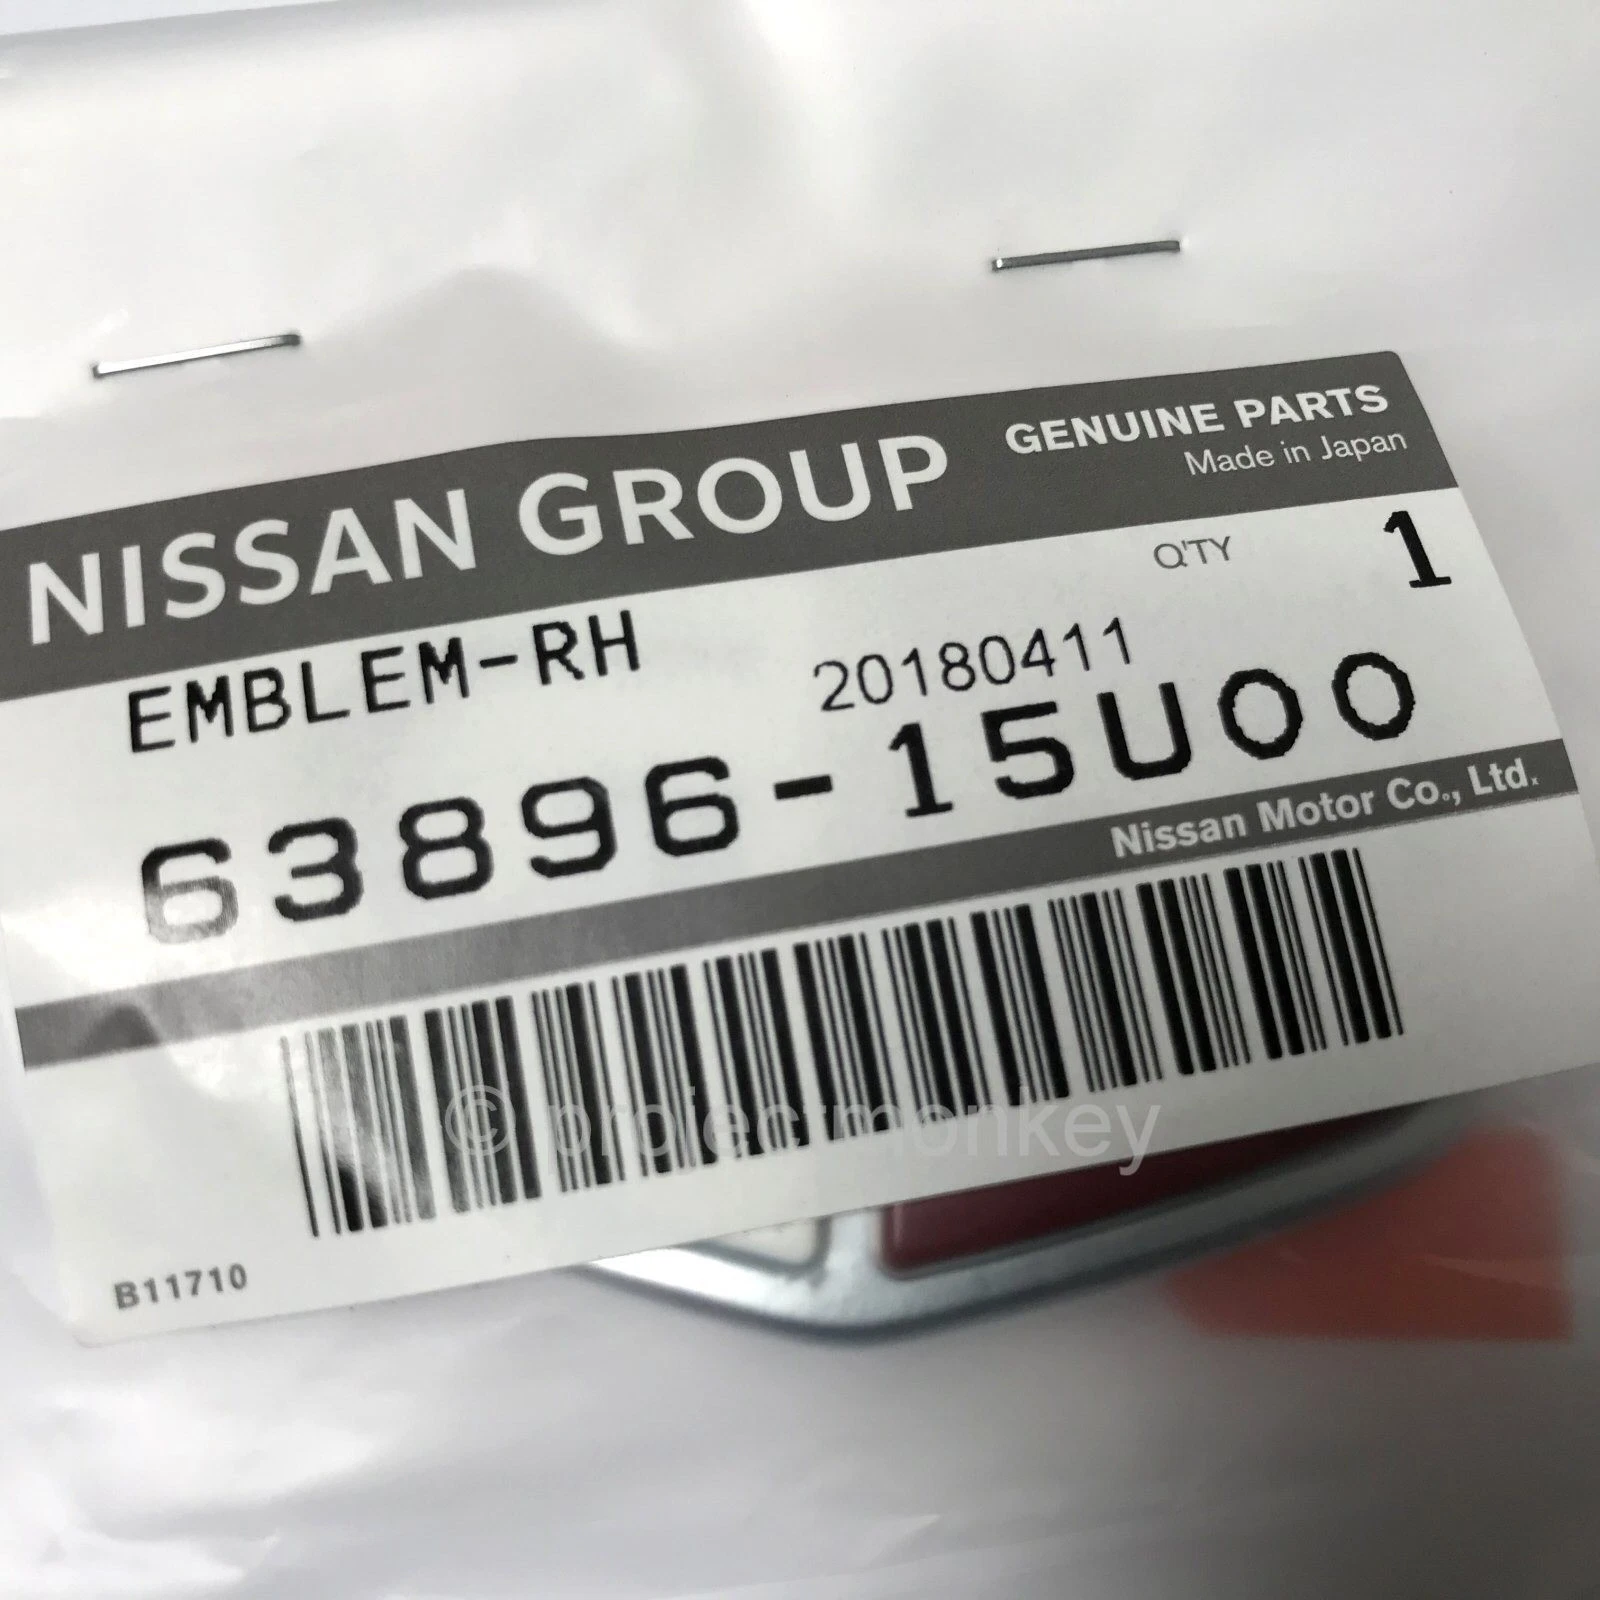 NISSAN GROUP
GENUINE PARTS
Made in Japan
Q'TY 1
EMBLEM-RH
20180411
63896-15U00
Nissan Motor Co., Ltd.
© projectmonkey
B11710